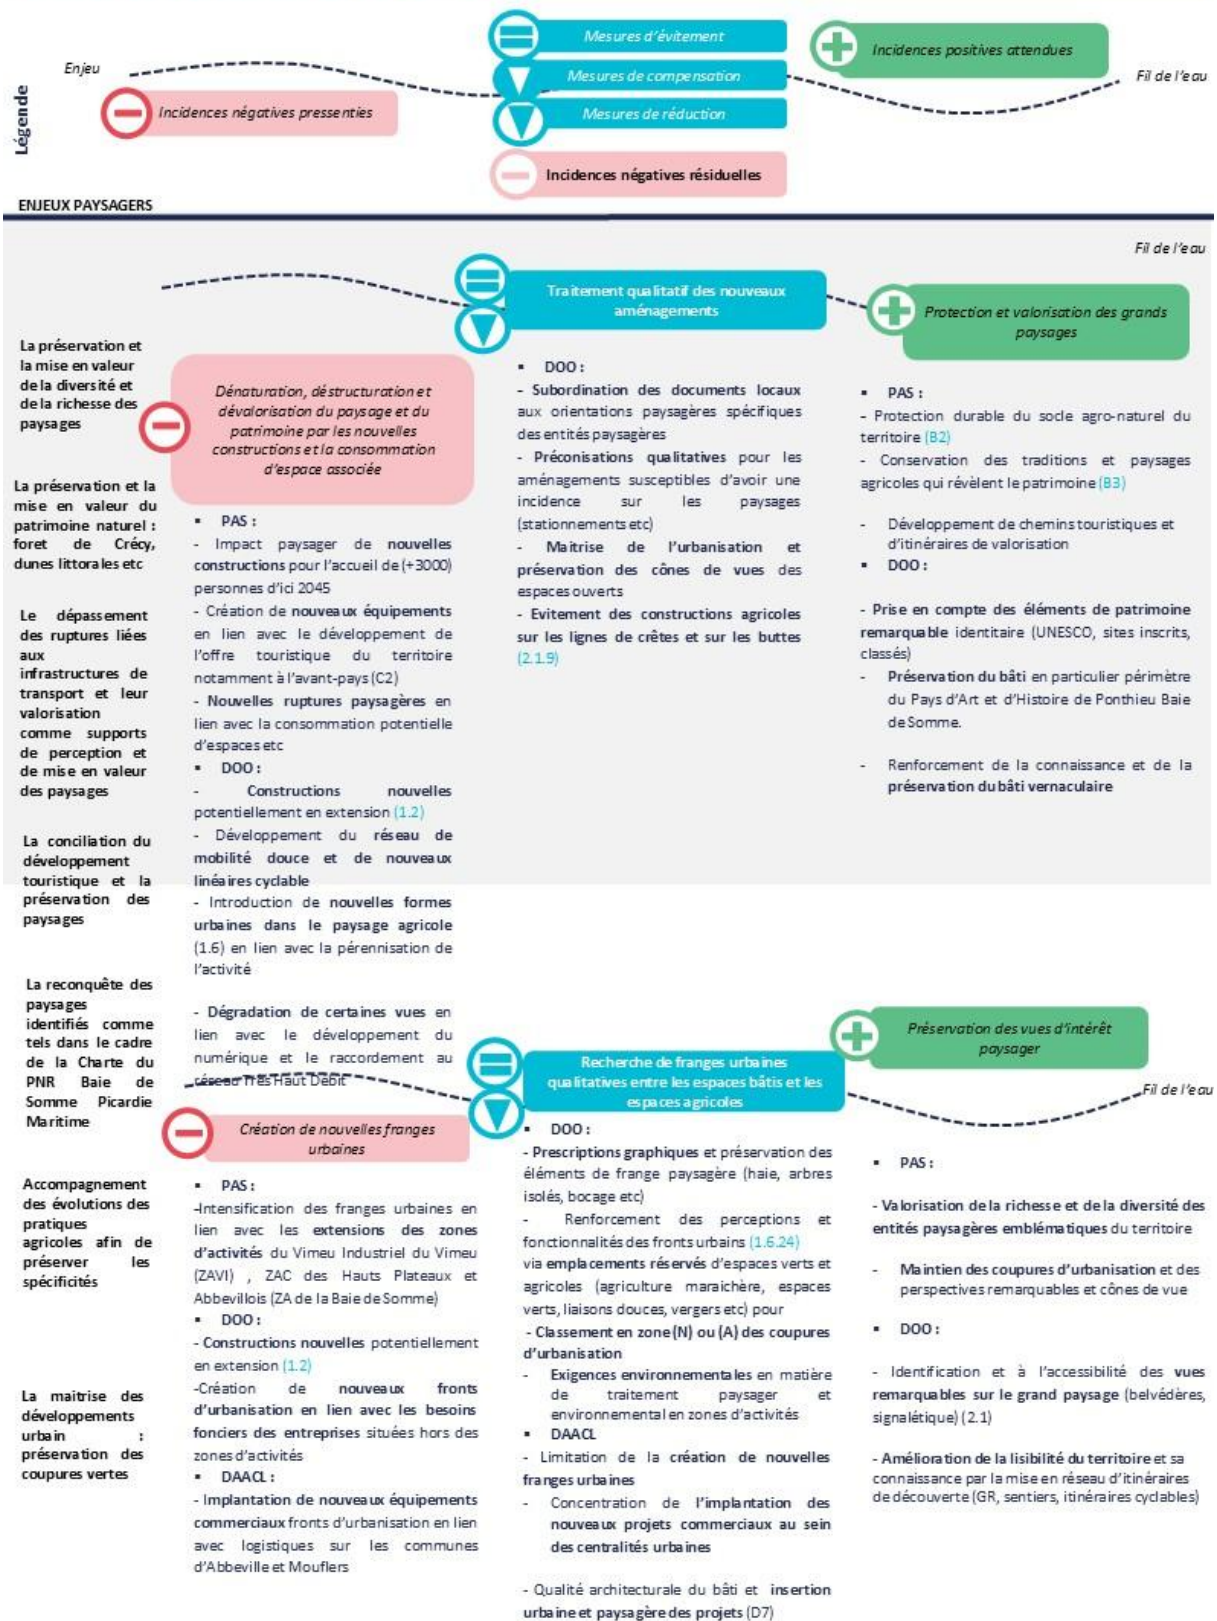 Légende
Enjeu
Incidences négatives pressenties
Mesures d'évitement
Mesures de compensation
Mesures de réduction
Incidences négatives résiduelles
Incidences positives attendues
Fil de l'eau
ENJEUX PAYSAGERS
Fil de l'eau
La préservation et
la mise en valeur
de la diversité et
de la richesse des
paysages
La préservation et la
mise en valeur du
patrimoine naturel :
foret de Crécy,
dunes littorales etc
Le dépassement
des ruptures liées
aux
infrastructures de
transport et leur
valorisation
comme supports
de perception et
de mise en valeur
des paysages
La conciliation du
développement
touristique et la
préservation des
paysages
La reconquête des
paysages
identifiés comme
tels dans le cadre
de la Charte du
PNR Baie de
Somme Picardie
Maritime
Accompagnement
des évolutions des
pratiques
agricoles afin de
préserver les
spécificités
La maitrise des
développements
urbain :
préservation des
coupures vertes
Dénaturation, déstructuration et
dévalorisation du paysage et du
patrimoine par les nouvelles
constructions et la consommation
d'espace associée
▪ PAS :
- Impact paysager de nouvelles
constructions pour l'accueil de (+3000)
personnes d'ici 2045
- Création de nouveaux équipements
en lien avec le développement de
l'offre touristique du territoire
notamment à l'avant-pays (C2)
- Nouvelles ruptures paysagères en
lien avec la consommation potentielle
d'espaces etc
▪ DOO :
- Constructions nouvelles
potentiellement en extension (1.2)
- Développement du réseau de
mobilité douce et de nouveaux
linéaires cyclable
- Introduction de nouvelles formes
urbaines dans le paysage agricole
(1.6) en lien avec la pérennisation de
l'activité
- Dégradation de certaines vues en
lien avec le développement du
numérique et le raccordement au
réseau Très Haut Débit
Traitement qualitatif des nouveaux
aménagements
▪ DOO :
- Subordination des documents locaux
aux orientations paysagères spécifiques
des entités paysagères
- Préconisations qualitatives pour les
aménagements susceptibles d'avoir une
incidence sur les paysages
(stationnements etc)
- Maitrise de l'urbanisation et
préservation des cônes de vues des
espaces ouverts
- Evitement des constructions agricoles
sur les lignes de crêtes et sur les buttes
(2.1.9)
Protection et valorisation des grands
paysages
▪ PAS :
- Protection durable du socle agro-naturel du
territoire (B2)
- Conservation des traditions et paysages
agricoles qui révèlent le patrimoine (B3)
- Développement de chemins touristiques et
d'itinéraires de valorisation
▪ DOO :
- Prise en compte des éléments de patrimoine
remarquable identitaire (UNESCO, sites inscrits,
classés)
- Préservation du bâti en particulier périmètre
du Pays d'Art et d'Histoire de Ponthieu Baie
de Somme.
- Renforcement de la connaissance et de la
préservation du bâti vernaculaire
Création de nouvelles franges
urbaines
▪ PAS :
-Intensification des franges urbaines en
lien avec les extensions des zones
d'activités du Vimeu Industriel du Vimeu
(ZAVI) , ZAC des Hauts Plateaux et
Abbevillois (ZA de la Baie de Somme)
▪ DOO :
- Constructions nouvelles potentiellement
en extension (1.2)
-Création de nouveaux fronts
d'urbanisation en lien avec les besoins
fonciers des entreprises situées hors des
zones d'activités
▪ DAACL :
- Implantation de nouveaux équipements
commerciaux fronts d'urbanisation en lien
avec logistiques sur les communes
d'Abbeville et Mouflers
Recherche de franges urbaines
qualitatives entre les espaces bâtis et les
espaces agricoles
▪ DOO :
- Prescriptions graphiques et préservation des
éléments de frange paysagère (haie, arbres
isolés, bocage etc)
- Renforcement des perceptions et
fonctionnalités des fronts urbains (1.6.24)
via emplacements réservés d'espaces verts et
agricoles (agriculture maraichère, espaces
verts, liaisons douces, vergers etc) pour
- Classement en zone (N) ou (A) des coupures
d'urbanisation
- Exigences environnementales en matière
de traitement paysager et
environnemental en zones d'activités
▪ DAACL
- Limitation de la création de nouvelles
franges urbaines
- Concentration de l'implantation des
nouveaux projets commerciaux au sein
des centralités urbaines
- Qualité architecturale du bâti et insertion
urbaine et paysagère des projets (D7)
Préservation des vues d'intérêt
paysager
Fil de l'eau
▪ PAS :
- Valorisation de la richesse et de la diversité des
entités paysagères emblématiques du territoire
- Maintien des coupures d'urbanisation et des
perspectives remarquables et cônes de vue
▪ DOO :
- Identification et à l'accessibilité des vues
remarquables sur le grand paysage (belvédères,
signalétique) (2.1)
- Amélioration de la lisibilité du territoire et sa
connaissance par la mise en réseau d'itinéraires
de découverte (GR, sentiers, itinéraires cyclables)